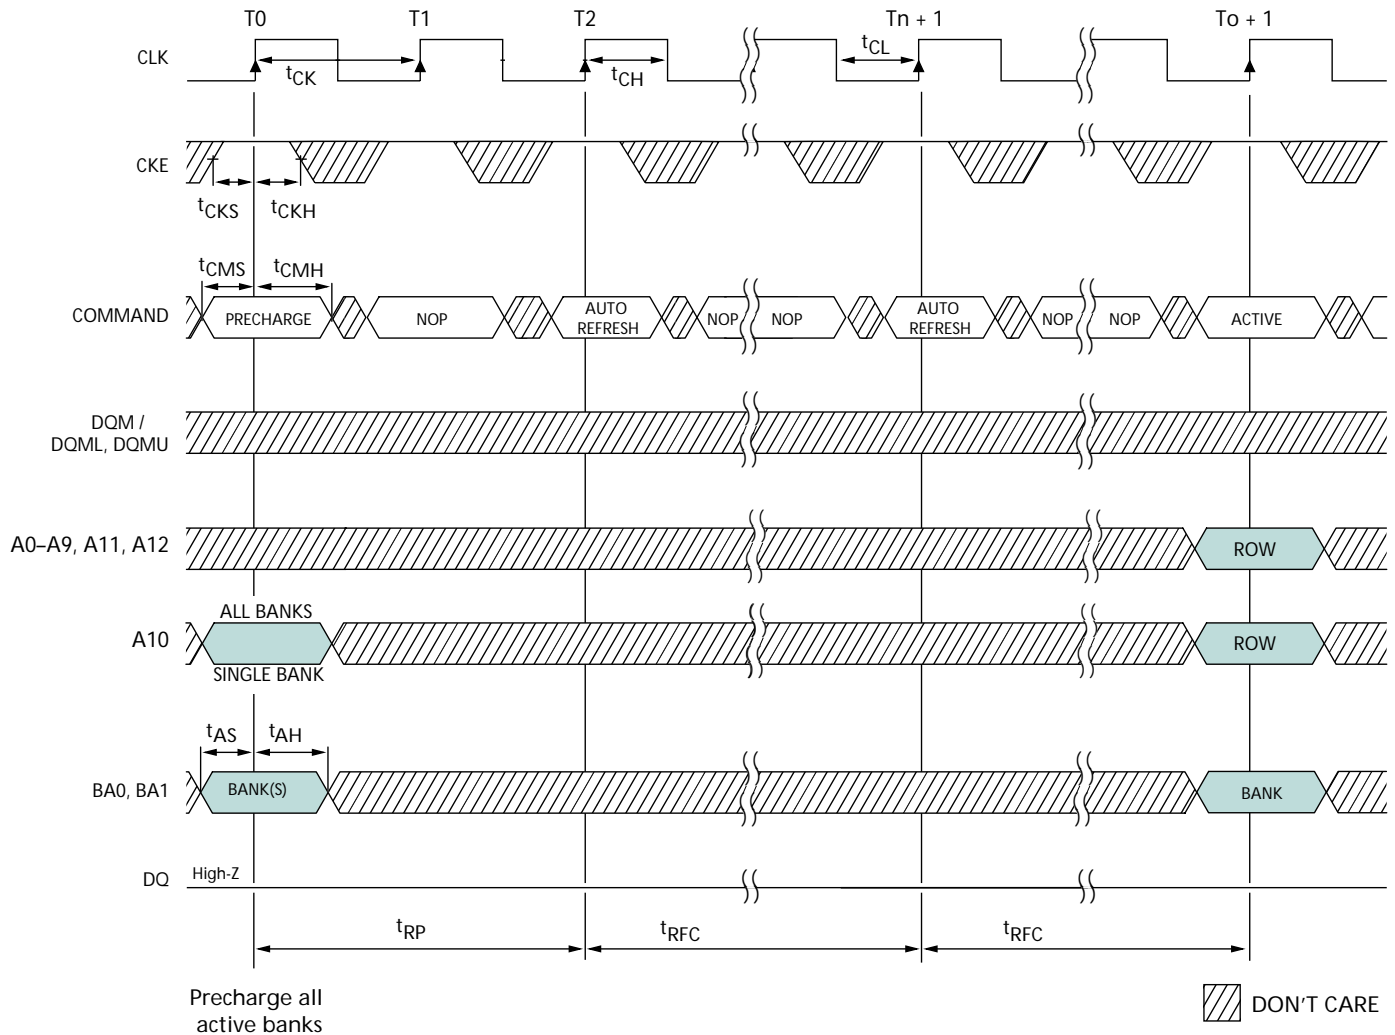 T0 T1 T2 Tn + 1 To + 1
CLK
tCK tCH tCL
CKE
tCKS tCKH
tCMS tCMH
COMMAND PRECHARGE NOP AUTO REFRESH NOP NOP AUTO REFRESH NOP NOP ACTIVE
DQM /
DQML, DQMU
A0–A9, A11, A12 ROW
ALL BANKS
A10 ROW
SINGLE BANK
tAS tAH
BA0, BA1 BANK(S) BANK
DQ High-Z
tRP tRFC tRFC
Precharge all
active banks
DON'T CARE